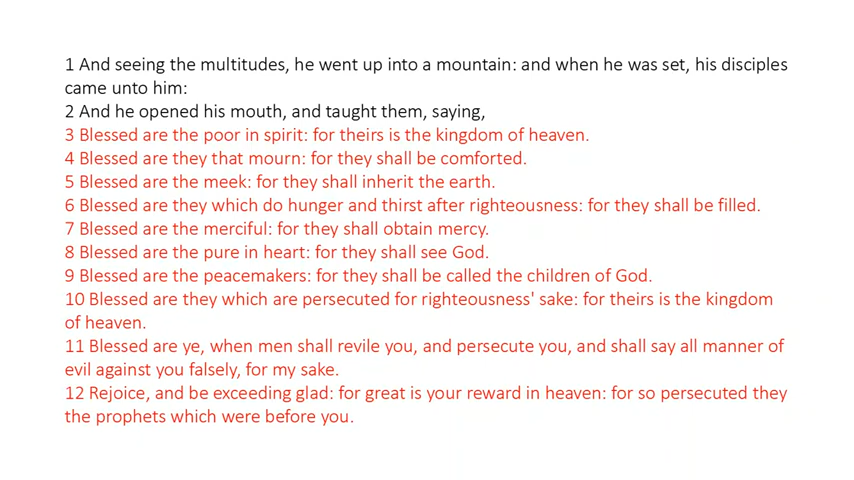 1 And seeing the multitudes, he went up into a mountain: and when he was set, his disciples
came unto him:
2 And he opened his mouth, and taught them, saying,
3 Blessed are the poor in spirit: for theirs is the kingdom of heaven.
4 Blessed are they that mourn: for they shall be comforted.
5 Blessed are the meek: for they shall inherit the earth.
6 Blessed are they which do hunger and thirst after righteousness: for they shall be filled.
7 Blessed are the merciful: for they shall obtain mercy.
8 Blessed are the pure in heart: for they shall see God.
9 Blessed are the peacemakers: for they shall be called the children of God.
10 Blessed are they which are persecuted for righteousness' sake: for theirs is the kingdom
of heaven.
11 Blessed are ye, when men shall revile you, and persecute you, and shall say all manner of
evil against you falsely, for my sake.
12 Rejoice, and be exceeding glad: for great is your reward in heaven: for so persecuted they
the prophets which were before you.